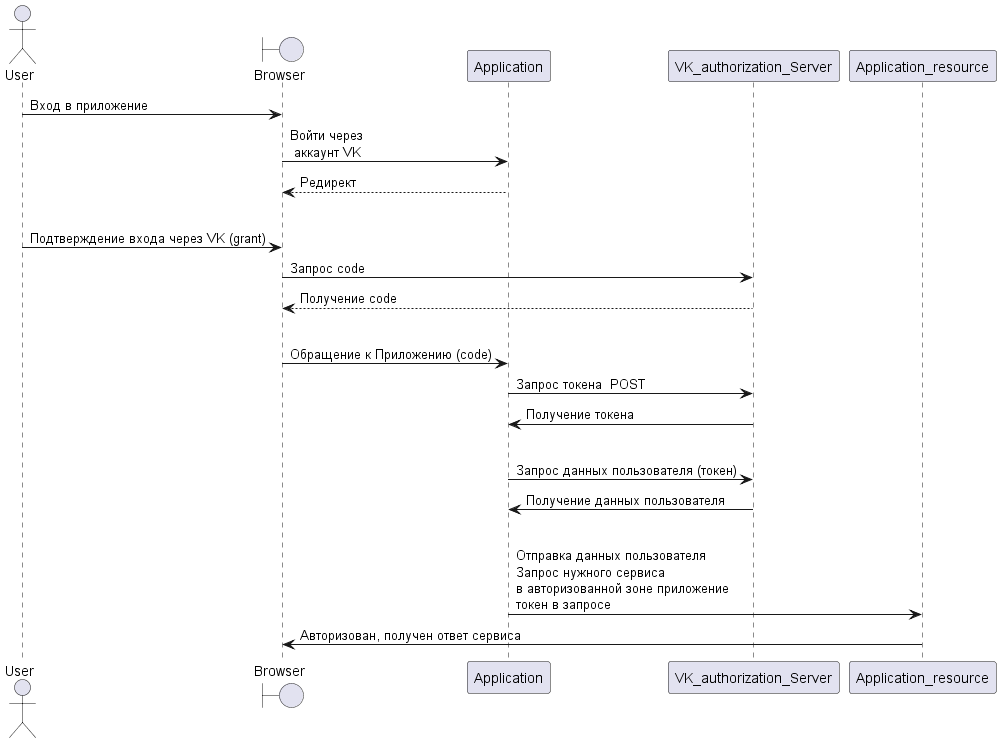 User
Browser
Application
VK_authorization_Server
Application_resource
Вход в приложение
Войти через
аккаунт VK
Редирект
Подтверждение входа через VK (grant)
Запрос code
Получение code
Обращение к Приложению (code)
Запрос токена POST
Получение токена
Запрос данных пользователя (токен)
Получение данных пользователя
Отправка данных пользователя
Запрос нужного сервиса
в авторизованной зоне приложение
токен в запросе
Авторизован, получен ответ сервиса
User
Browser
Application
VK_authorization_Server
Application_resource